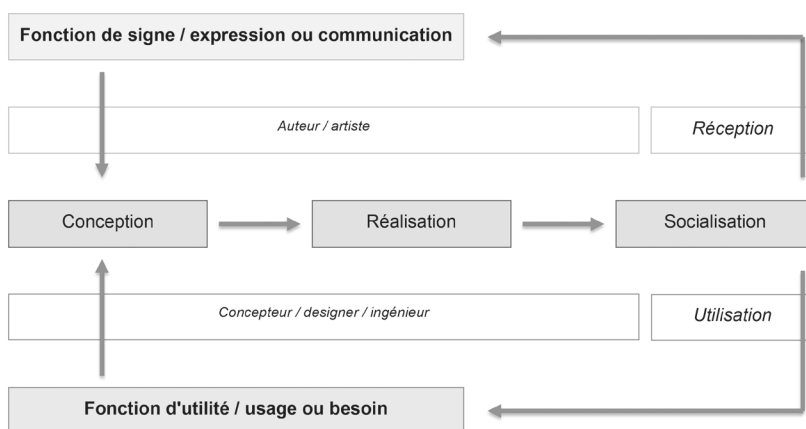 Fonction de signe / expression ou communication
Auteur / artiste
Réception
Conception
Réalisation
Socialisation
Concepteur / designer / ingénieur
Utilisation
Fonction d'utilité / usage ou besoin